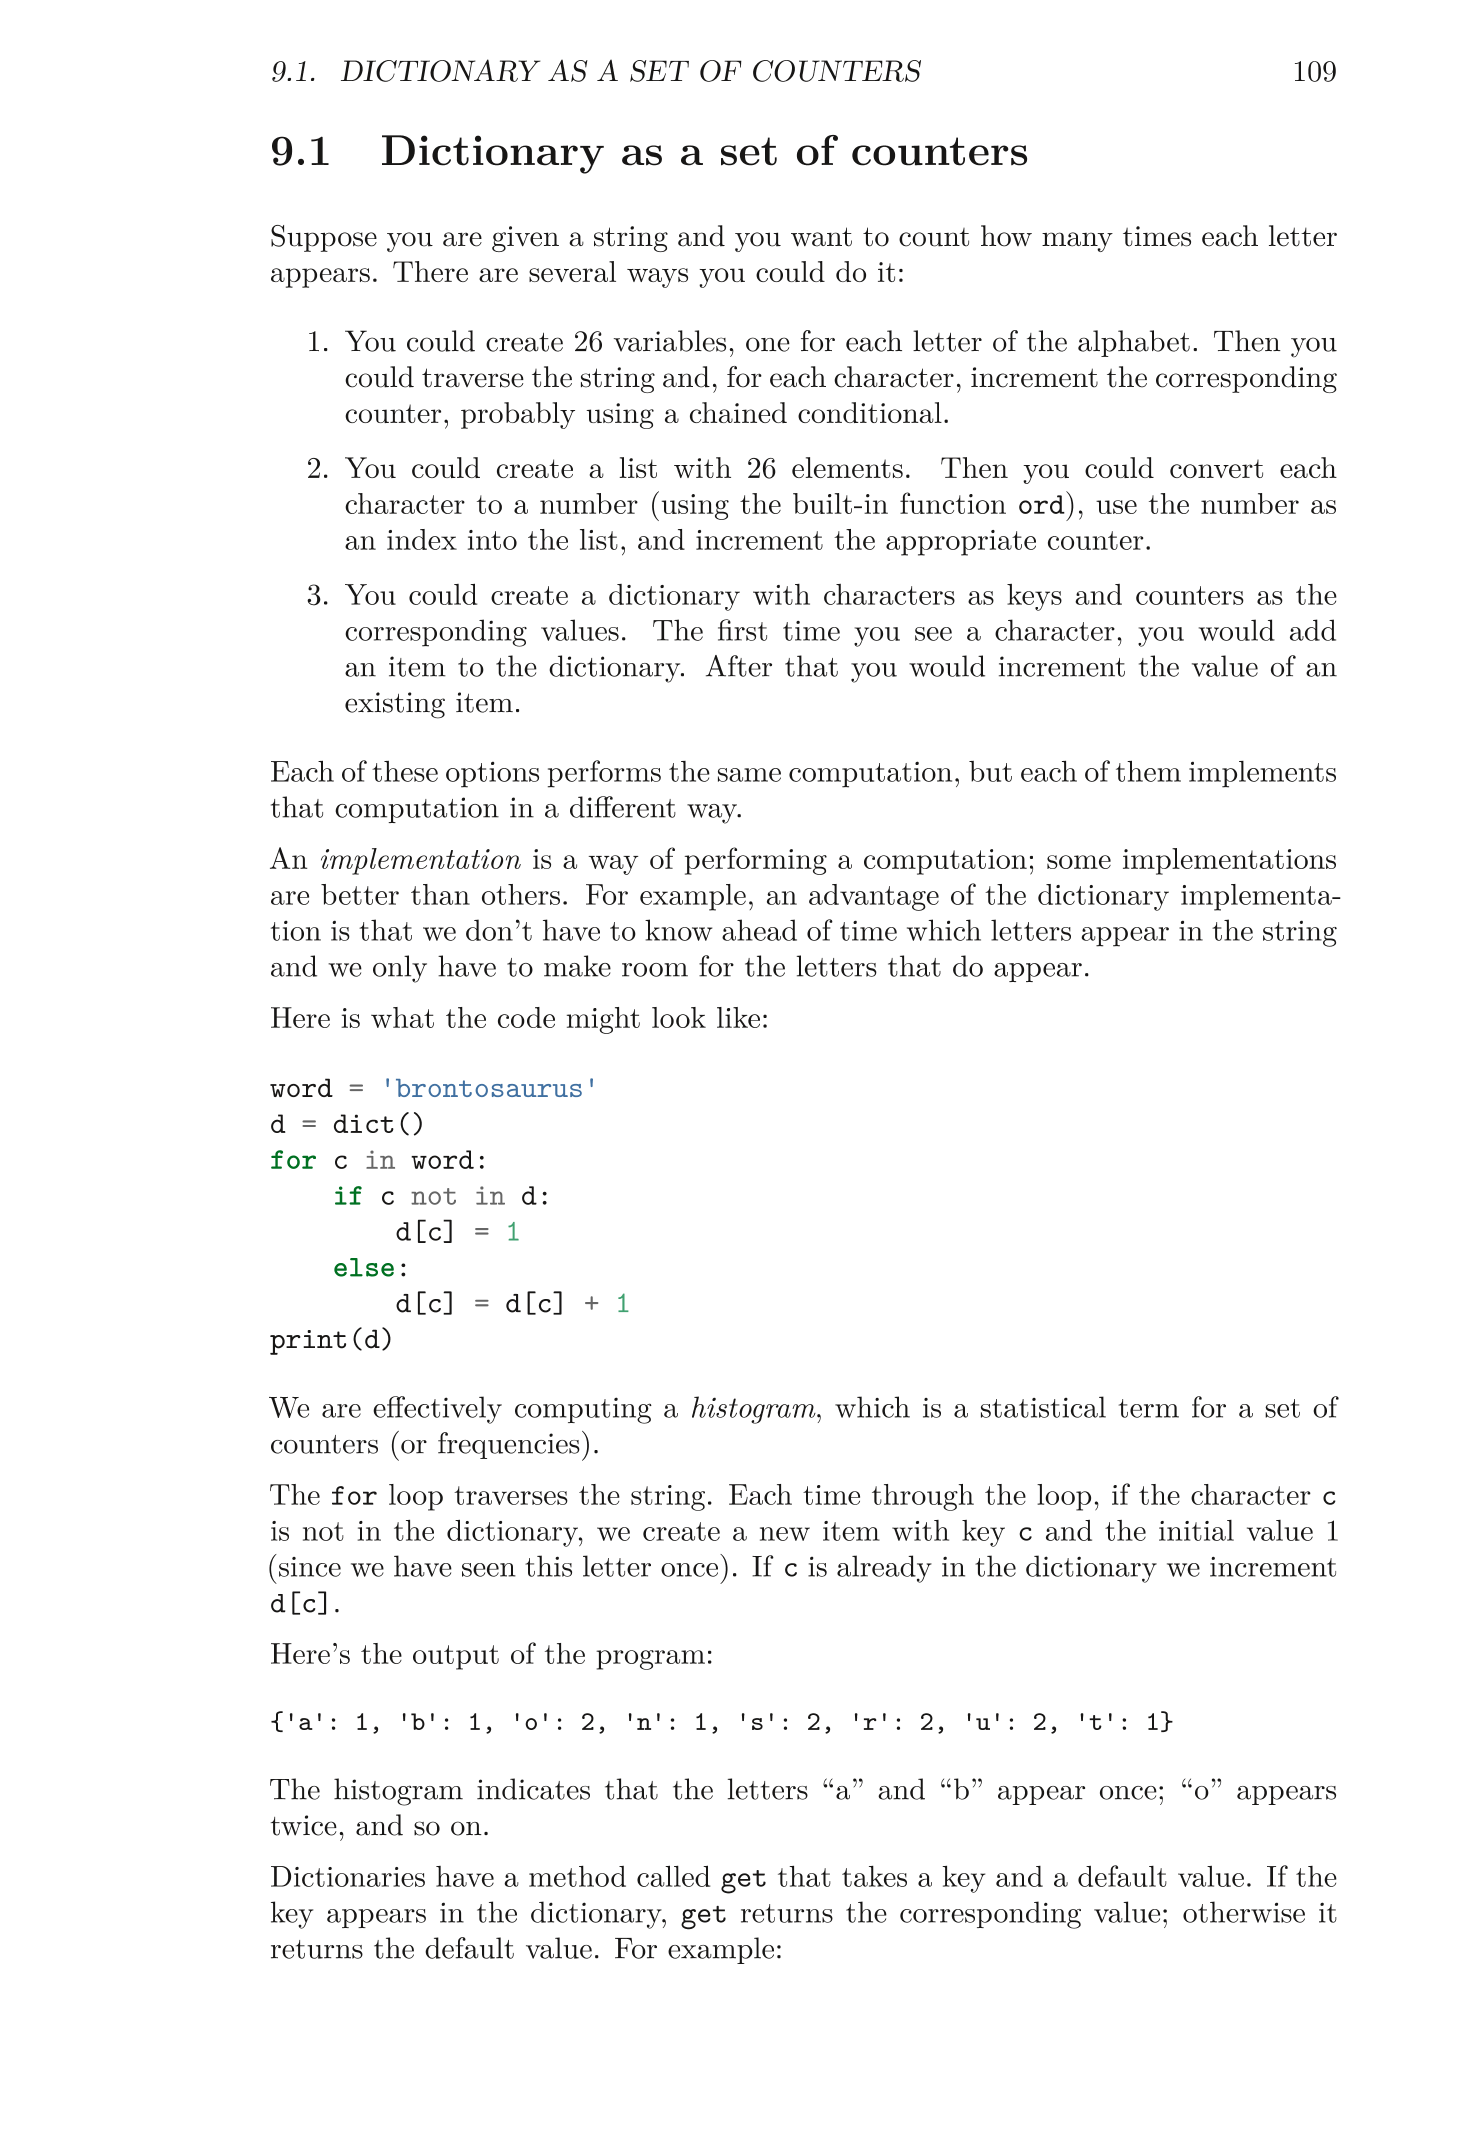 9.1. DICTIONARY AS A SET OF COUNTERS 109
9.1 Dictionary as a set of counters
Suppose you are given a string and you want to count how many times each letter
appears. There are several ways you could do it:
1. You could create 26 variables, one for each letter of the alphabet. Then you
could traverse the string and, for each character, increment the corresponding
counter, probably using a chained conditional.
2. You could create a list with 26 elements. Then you could convert each
character to a number (using the built-in function ord), use the number as
an index into the list, and increment the appropriate counter.
3. You could create a dictionary with characters as keys and counters as the
corresponding values. The first time you see a character, you would add
an item to the dictionary. After that you would increment the value of an
existing item.
Each of these options performs the same computation, but each of them implements
that computation in a different way.
An implementation is a way of performing a computation; some implementations
are better than others. For example, an advantage of the dictionary implementa-
tion is that we don’t have to know ahead of time which letters appear in the string
and we only have to make room for the letters that do appear.
Here is what the code might look like:
word = 'brontosaurus'
d = dict()
for c in word:
    if c not in d:
        d[c] = 1
    else:
        d[c] = d[c] + 1
print(d)
We are effectively computing a histogram, which is a statistical term for a set of
counters (or frequencies).
The for loop traverses the string. Each time through the loop, if the character c
is not in the dictionary, we create a new item with key c and the initial value 1
(since we have seen this letter once). If c is already in the dictionary we increment
d[c].
Here’s the output of the program:
{'a': 1, 'b': 1, 'o': 2, 'n': 1, 's': 2, 'r': 2, 'u': 2, 't': 1}
The histogram indicates that the letters “a” and “b” appear once; “o” appears
twice, and so on.
Dictionaries have a method called get that takes a key and a default value. If the
key appears in the dictionary, get returns the corresponding value; otherwise it
returns the default value. For example: